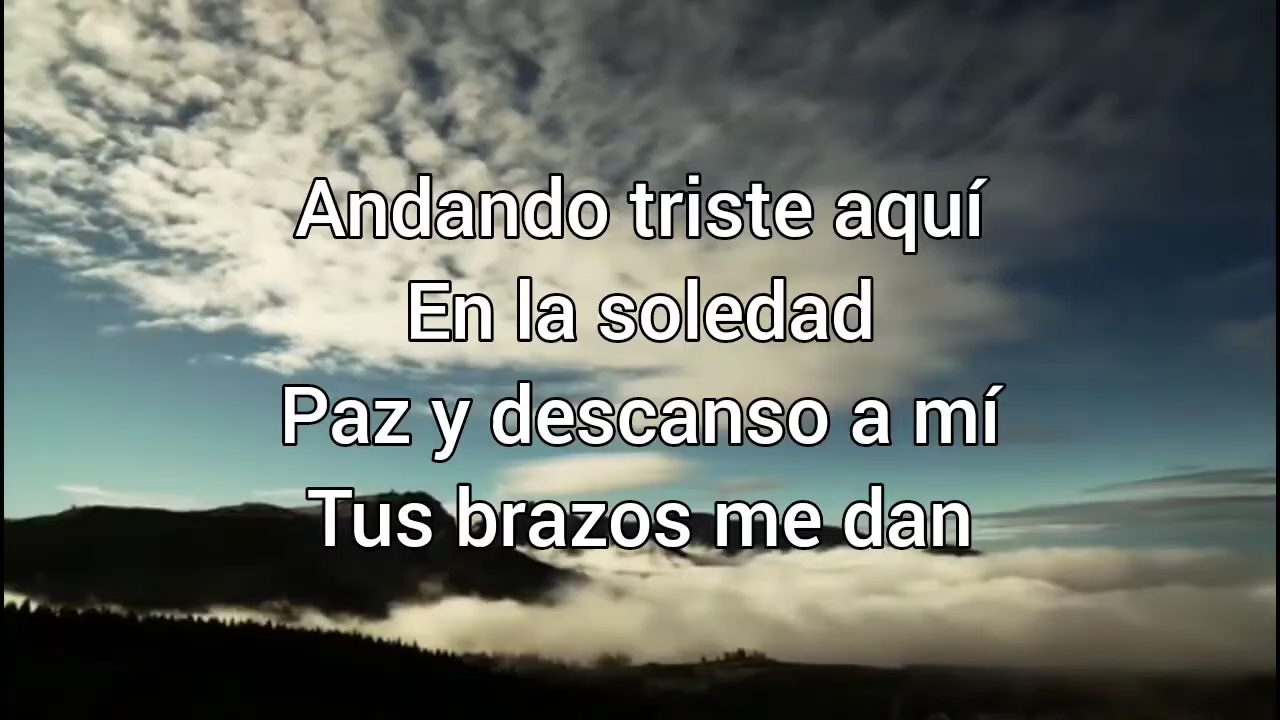 Andando triste aquí
En la soledad
Paz y descanso a mí
Tus brazos me dan